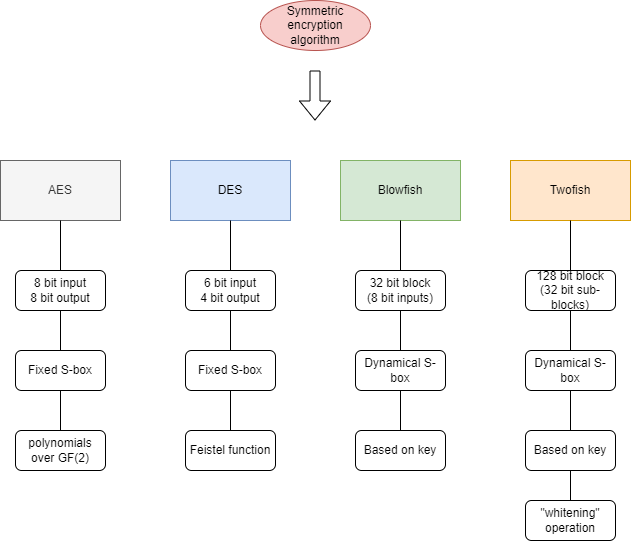 Symmetric
encryption
algorithm
AES
DES
Blowfish
Twofish
8 bit input
8 bit output
6 bit input
4 bit output
32 bit block
(8 bit inputs)
128 bit block
(32 bit sub-
blocks)
Fixed S-box
Fixed S-box
Dynamical S-
box
Dynamical S-
box
polynomials
over GF(2)
Feistel function
Based on key
Based on key
"whitening"
operation